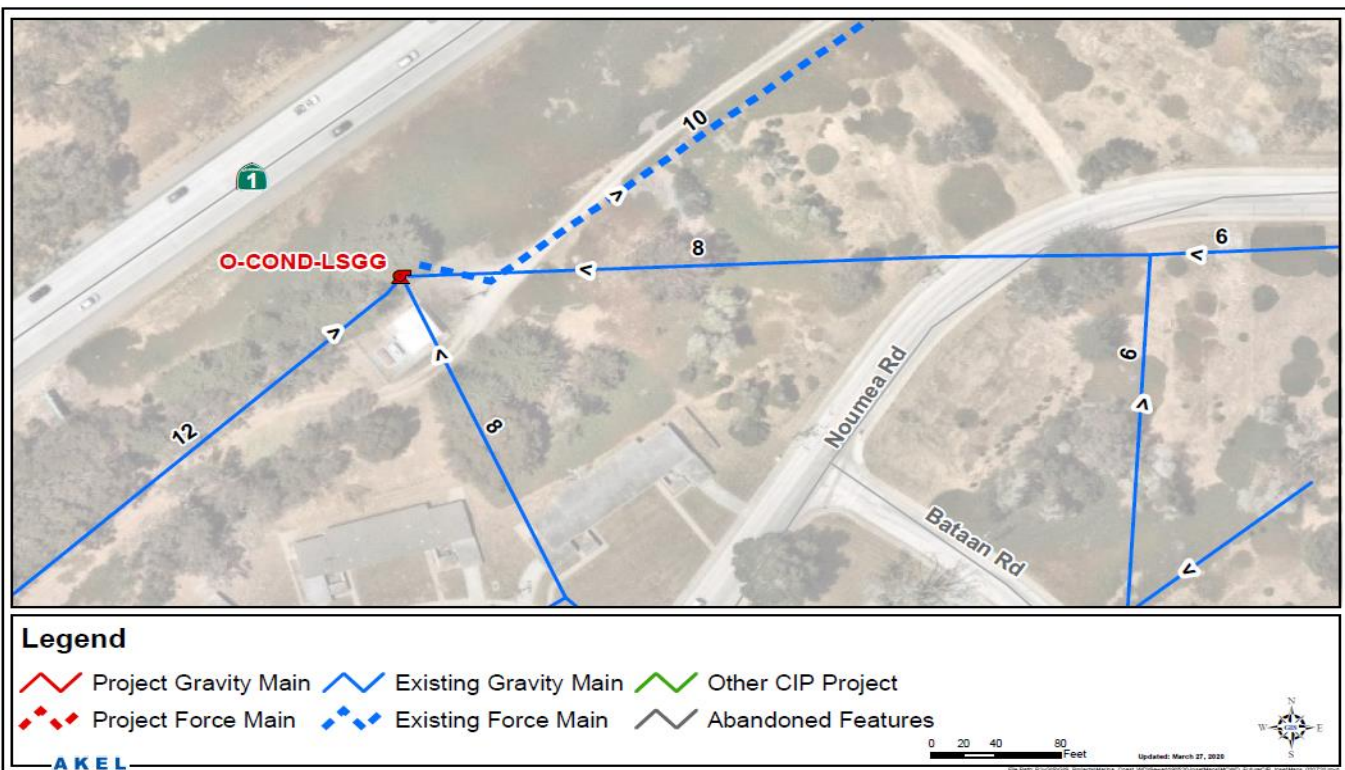 1
10
O-COND-LSGG
8
6
12
8
6
Noumea Rd
Bataan Rd
Legend
Project Gravity Main
Existing Gravity Main
Other CIP Project
Project Force Main
Existing Force Main
Abandoned Features
N
W
GIS
E
S
0 20 40 80
Feet
Updated: March 27, 2020
AKEL